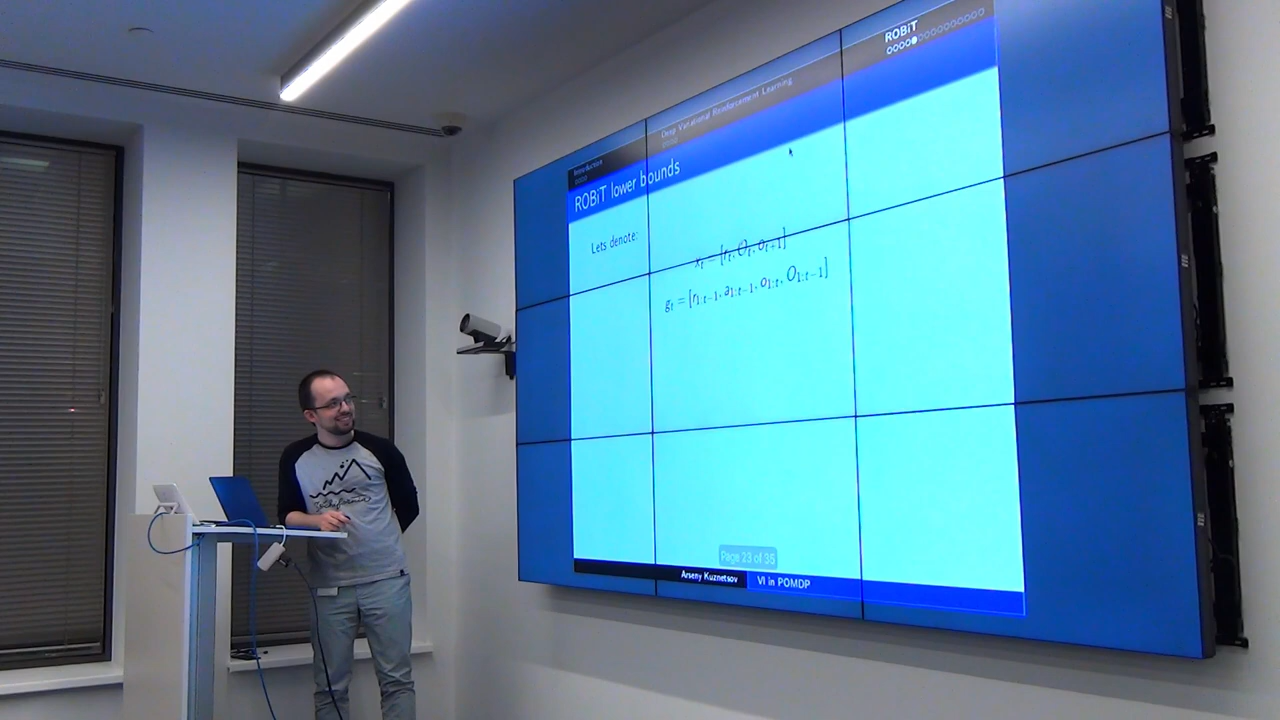 ROBiT
Introduction
Deep Variational Reinforcement Learning
ROBiT lower bounds
Lets denote:
x_t = [r_t, O_t, o_{t+1}]
g_t = [r_{1:t−1}, a_{1:t−1}, o_{1:t}, O_{1:t−1}]
Page 23 of 35
Arseny Kuznetsov
VI in POMDP